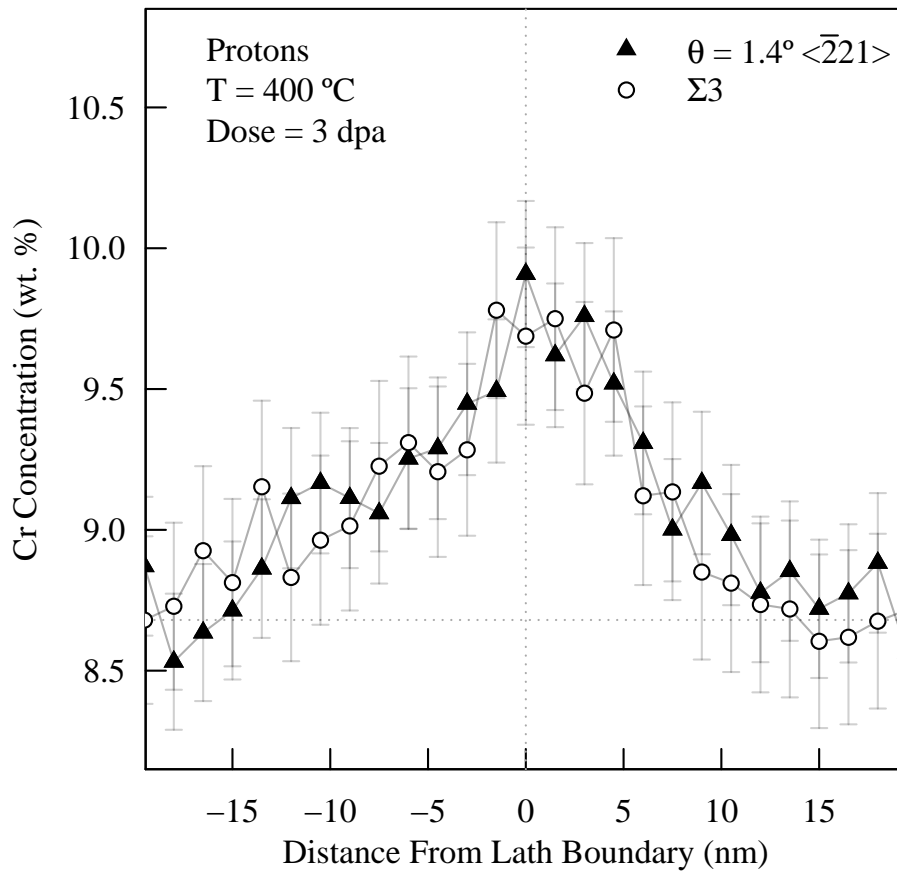 Protons
T = 400 ºC
Dose = 3 dpa
θ = 1.4º <2̅21>
Σ3
Cr Concentration (wt. %)
10.5
10.0
9.5
9.0
8.5
−15 −10 −5 0 5 10 15
Distance From Lath Boundary (nm)